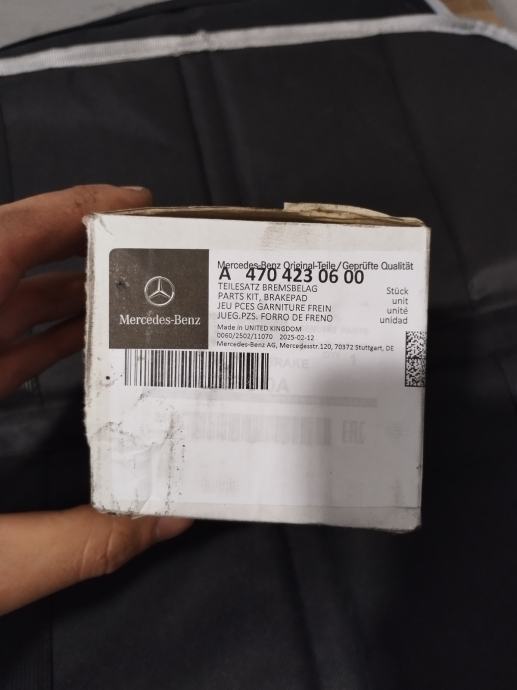 Mercedes-Benz Original-Teile/Geprüfte Qualität
A 470 423 06 00
TEILESATZ BREMSBELAG
PARTS KIT, BRAKEPAD
JEU PCES GARNITURE FREIN
JUEG.PZS. FORRO DE FRENO
Stück
unit
unité
unidad
Made in UNITED KINGDOM
0060/2502/11070 2025-02-12
Mercedes-Benz AG, Mercedesstr.120, 70372 Stuttgart, DE
Mercedes-Benz